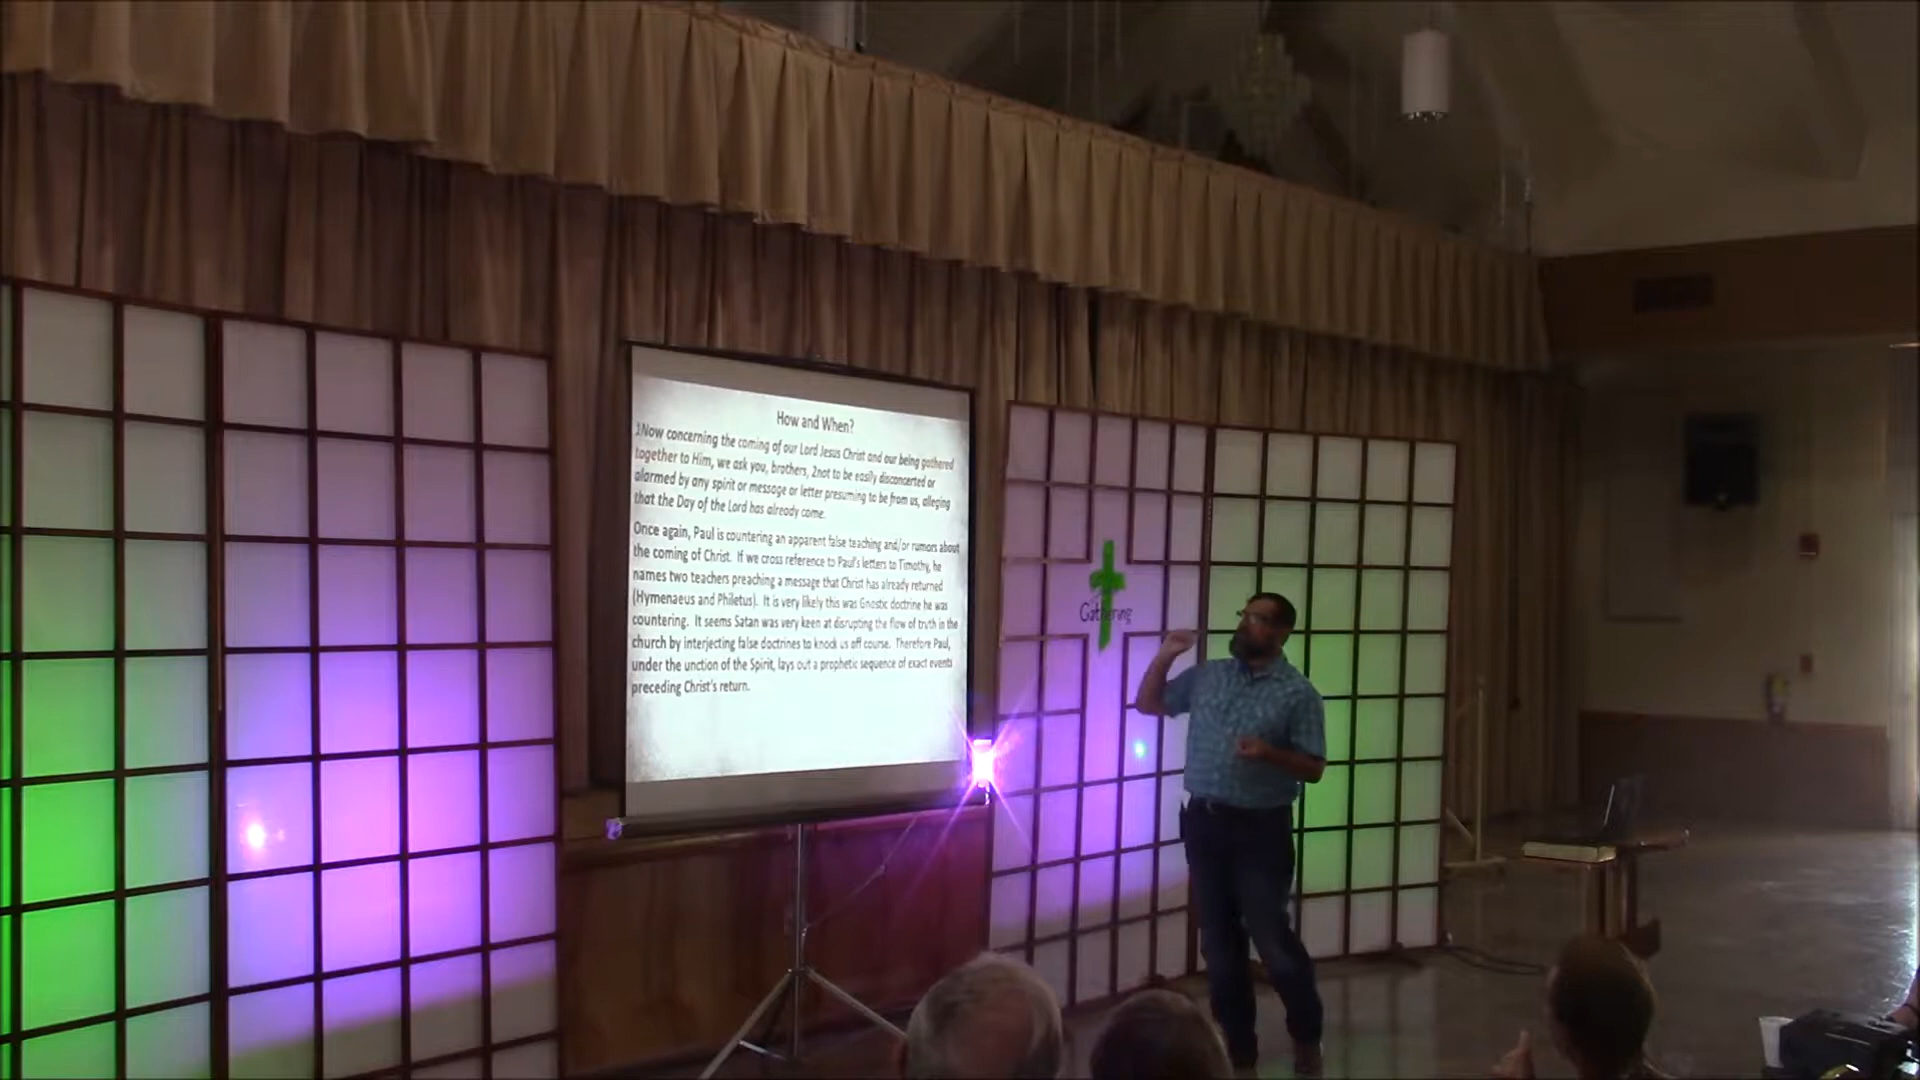 How and When?
1Now concerning the coming of our Lord Jesus Christ and our being gathered
together to Him, we ask you, brothers, 2not to be easily disconcerted or
alarmed by any spirit or message or letter presuming to be from us, alleging
that the Day of the Lord has already come.
Once again, Paul is countering an apparent false teaching and/or rumors about
the coming of Christ. If we cross reference to Paul's letters to Timothy, he
names two teachers preaching a message that Christ has already returned
(Hymenaeus and Philetus). It is very likely this was Gnostic doctrine he was
countering. It seems Satan was very keen at disrupting the flow of truth in the
church by interjecting false doctrines to knock us off course. Therefore Paul,
under the unction of the Spirit, lays out a prophetic sequence of exact events
preceding Christ's return.
Gathering